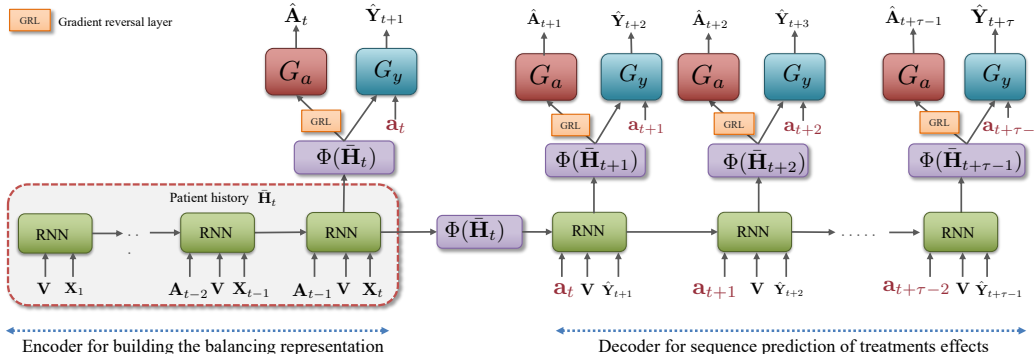 GRL Gradient reversal layer
Â_t Ŷ_{t+1} Â_{t+1} Ŷ_{t+2} Â_{t+2} Ŷ_{t+3} Â_{t+τ−1} Ŷ_{t+τ}
G_a G_y G_a G_y G_a G_y G_a G_y
GRL a_t GRL a_{t+1} GRL a_{t+2} GRL a_{t+τ−
Φ(H̄_t) Φ(H̄_{t+1}) Φ(H̄_{t+2}) Φ(H̄_{t+τ−1})
Patient history H̄_t
RNN . . . RNN RNN Φ(H̄_t) RNN RNN . . . . . RNN
V X_1 A_{t−2} V X_{t−1} A_{t−1} V X_t a_t V Ŷ_{t+1} a_{t+1} V Ŷ_{t+2} a_{t+τ−2} V Ŷ_{t+τ−1}
Encoder for building the balancing representation Decoder for sequence prediction of treatments effects